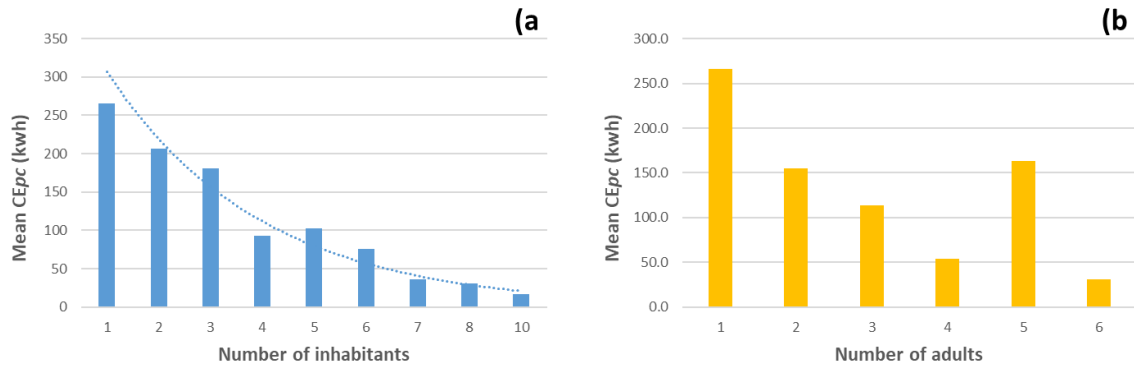 (a
350
300
250
200
150
100
50
0
Mean CEpc (kwh)
1 2 3 4 5 6 7 8 10
Number of inhabitants
(b
300.0
250.0
200.0
150.0
100.0
50.0
0.0
Mean CEpc (kwh)
1 2 3 4 5 6
Number of adults